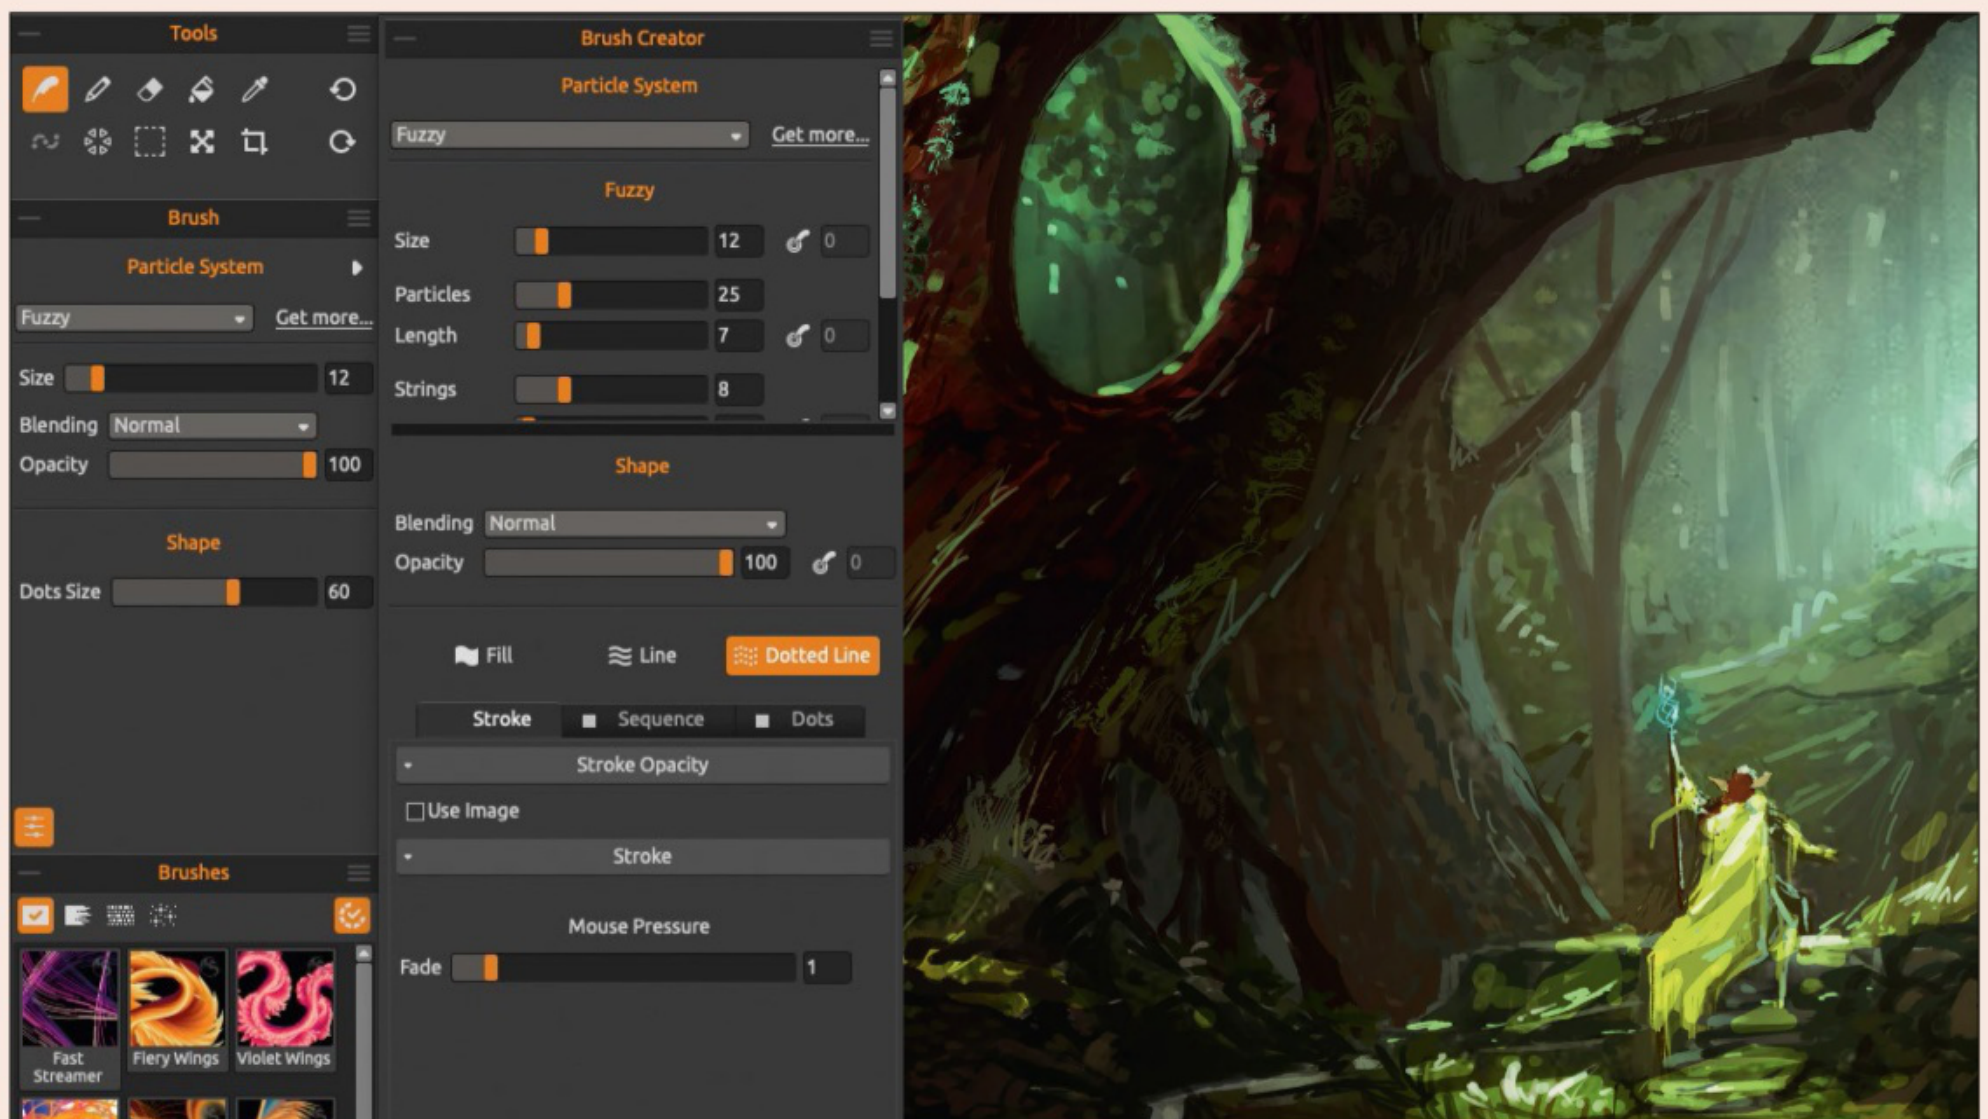 Tools
Brush
Particle System
Fuzzy Get more...
Size 12
Blending Normal
Opacity 100
Shape
Dots Size 60
Brushes
Fast Streamer
Fiery Wings
Violet Wings
Brush Creator
Particle System
Fuzzy Get more...
Fuzzy
Size 12 0
Particles 25
Length 7 0
Strings 8
Shape
Blending Normal
Opacity 100 0
Fill Line Dotted Line
Stroke Sequence Dots
Stroke Opacity
Use Image
Stroke
Mouse Pressure
Fade 1